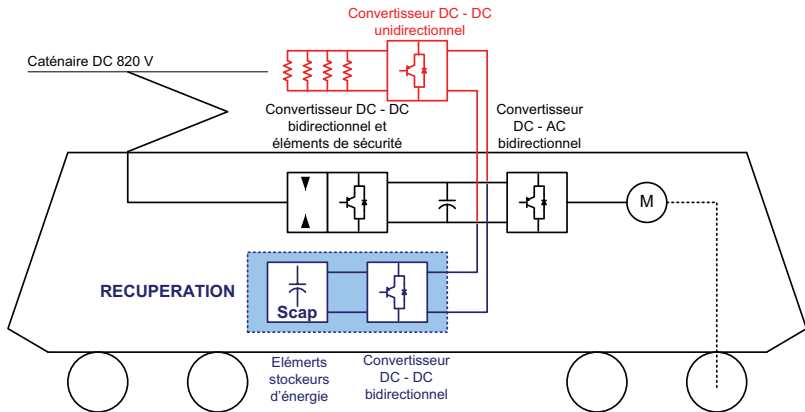 Convertisseur DC - DC
unidirectionnel
Caténaire DC 820 V
Convertisseur DC - DC
bidirectionnel et
éléments de sécurité
Convertisseur
DC - AC
bidirectionnel
M
RECUPERATION
Scap
Elémerts
stockeurs
d'énergie
Convertisseur
DC - DC
bidirectionnel